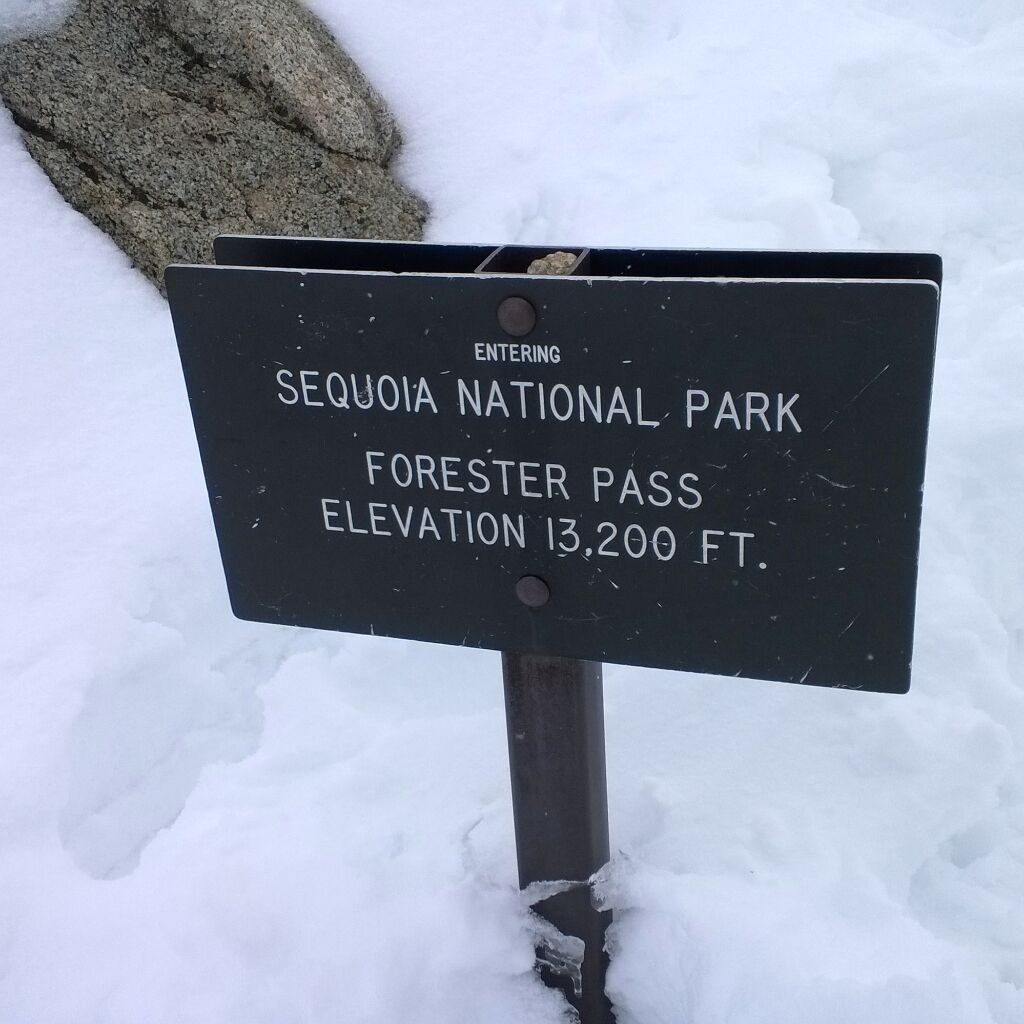 ENTERING
SEQUOIA NATIONAL PARK
FORESTER PASS
ELEVATION 13,200 FT.